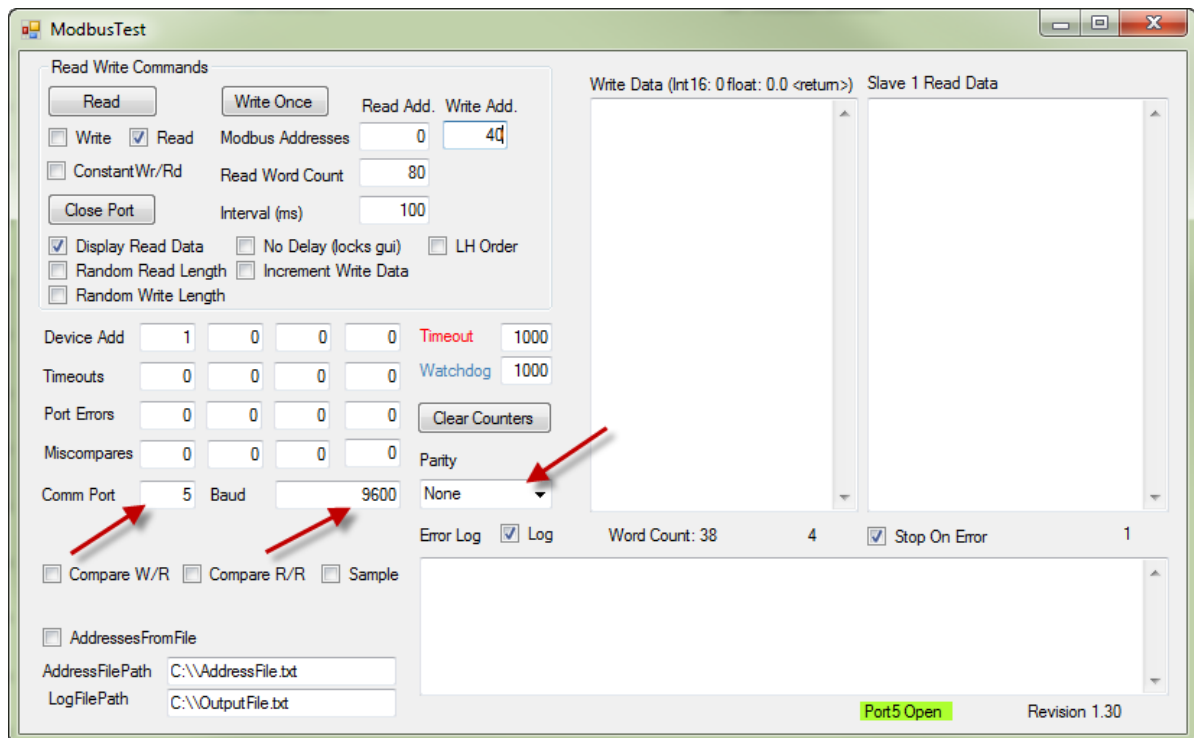 ModbusTest
Read Write Commands
Read
Write Once
Read Add. Write Add.
Write Read Modbus Addresses 0 40
ConstantWr/Rd Read Word Count 80
Close Port Interval (ms) 100
Display Read Data No Delay (locks gui) LH Order
Random Read Length Increment Write Data
Random Write Length
Write Data (Int16: 0 float: 0.0 <return>) Slave 1 Read Data
Device Add 1 0 0 0 Timeout 1000
Timeouts 0 0 0 0 Watchdog 1000
Port Errors 0 0 0 0 Clear Counters
Miscompares 0 0 0 0 Parity
Comm Port 5 Baud 9600 None
Error Log Log Word Count: 38 4 Stop On Error 1
Compare W/R Compare R/R Sample
AddressesFromFile
AddressFilePath C:\\AddressFile.txt
LogFilePath C:\\OutputFile.txt
Port5 Open Revision 1.30